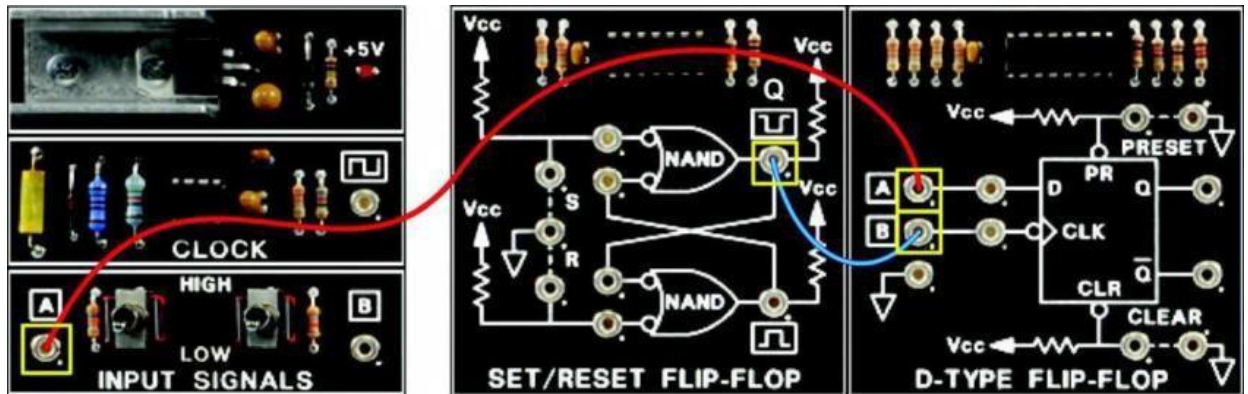 +5V
CLOCK
A
HIGH
B
LOW
INPUT SIGNALS
Vcc
Vcc
Q
NAND
S
Vcc
Vcc
R
NAND
SET/RESET FLIP-FLOP
Vcc
PRESET
PR
A
D
Q
B
CLK
Q̅
CLR
CLEAR
Vcc
D-TYPE FLIP-FLOP